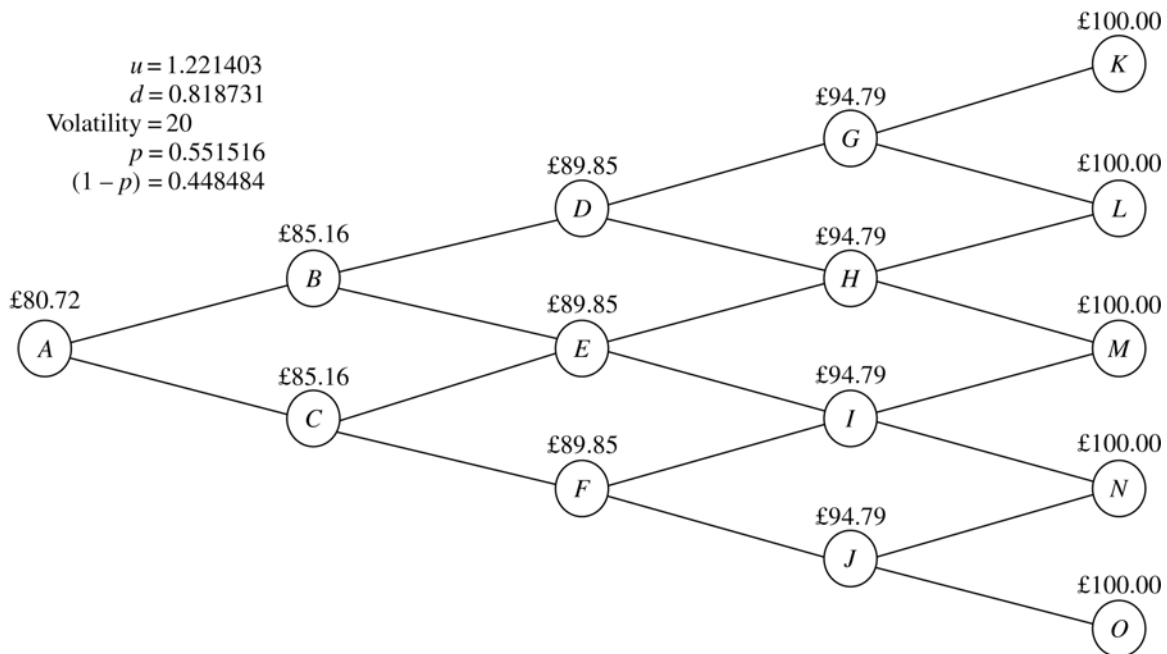 u = 1.221403
d = 0.818731
Volatility = 20
p = 0.551516
(1 – p) = 0.448484
£80.72
A
£85.16
B
£85.16
C
£89.85
D
£89.85
E
£89.85
F
£94.79
G
£94.79
H
£94.79
I
£94.79
J
£100.00
K
£100.00
L
£100.00
M
£100.00
N
£100.00
O